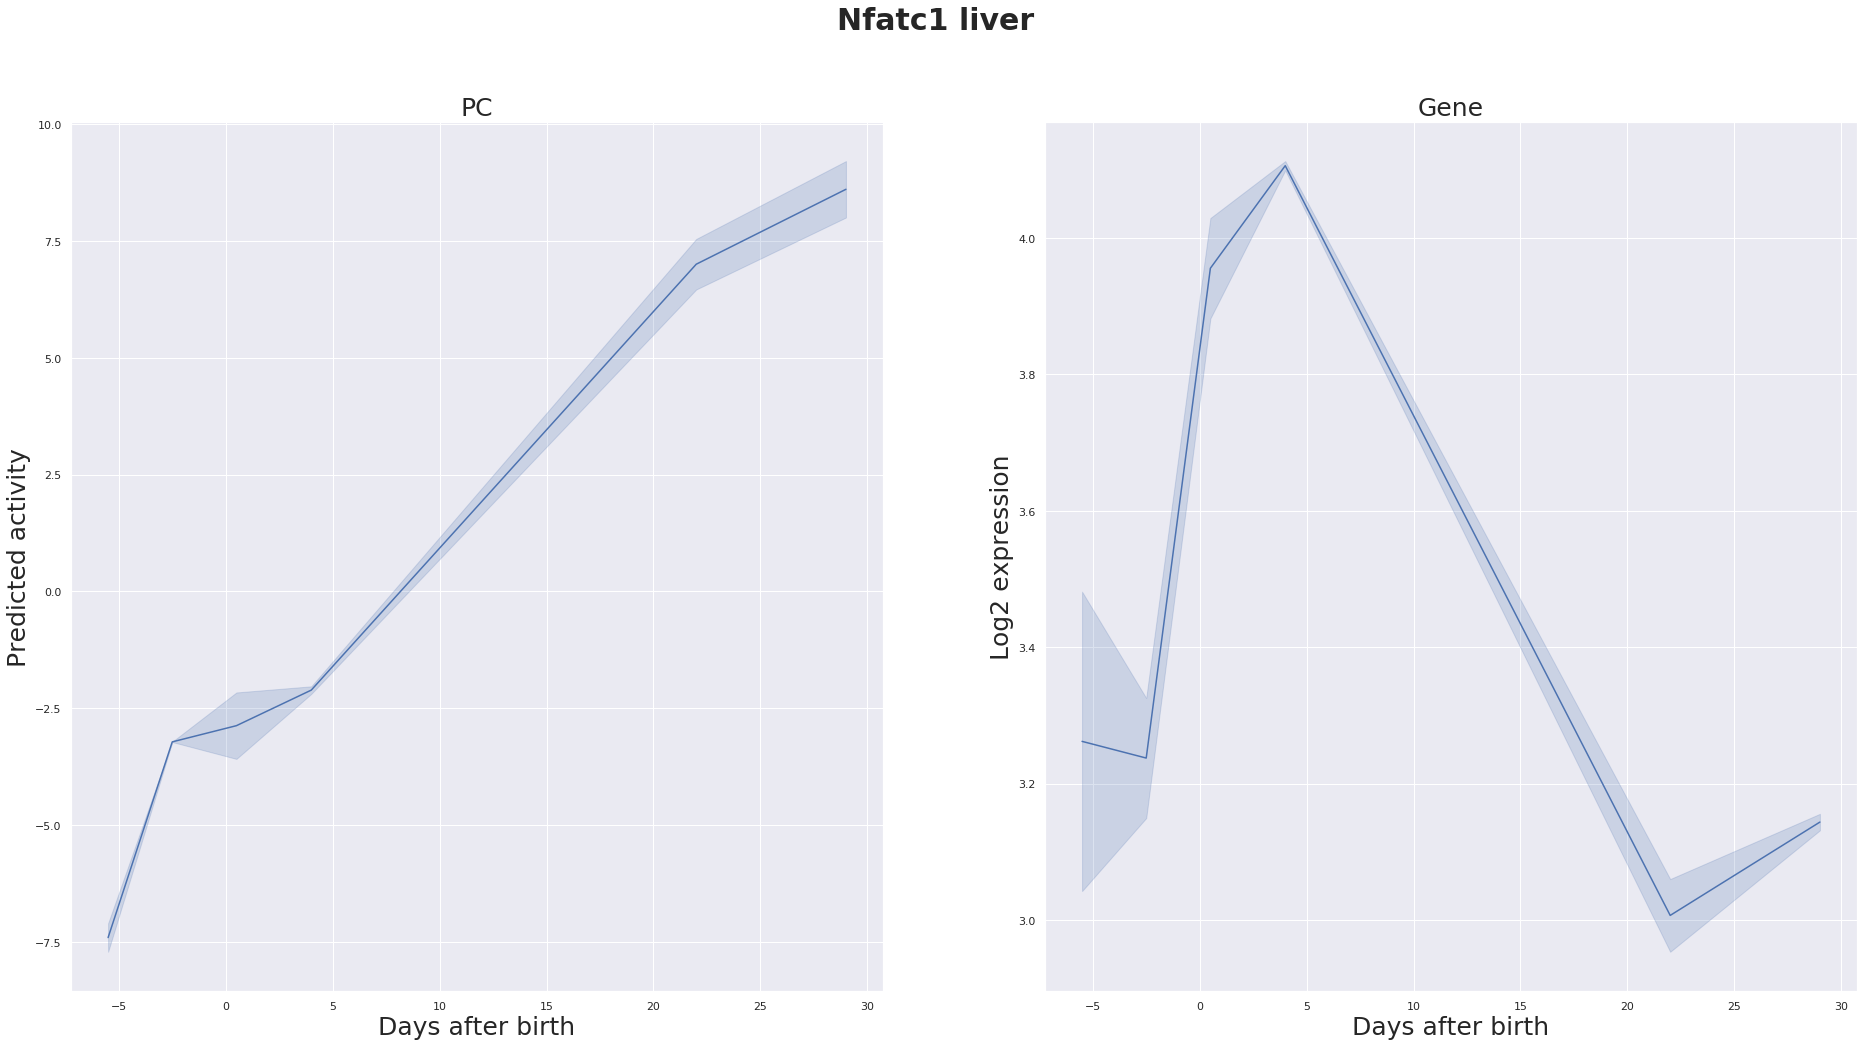 Nfatc1 liver
PC
10.0
7.5
5.0
2.5
0.0
−2.5
−5.0
−7.5
Predicted activity
−5 0 5 10 15 20 25 30
Days after birth
Gene
4.0
3.8
3.6
3.4
3.2
3.0
Log2 expression
−5 0 5 10 15 20 25 30
Days after birth